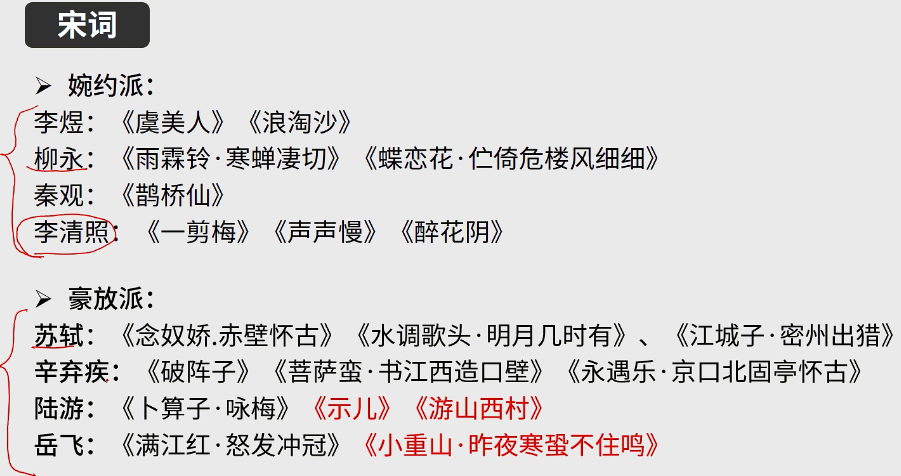 宋词
➢ 婉约派：
李煜：《虞美人》《浪淘沙》
柳永：《雨霖铃·寒蝉凄切》《蝶恋花·伫倚危楼风细细》
秦观：《鹊桥仙》
李清照：《一剪梅》《声声慢》《醉花阴》
➢ 豪放派：
苏轼：《念奴娇.赤壁怀古》《水调歌头·明月几时有》、《江城子·密州出猎》
辛弃疾：《破阵子》《菩萨蛮·书江西造口壁》《永遇乐·京口北固亭怀古》
陆游：《卜算子·咏梅》《示儿》《游山西村》
岳飞：《满江红·怒发冲冠》《小重山·昨夜寒蛩不住鸣》